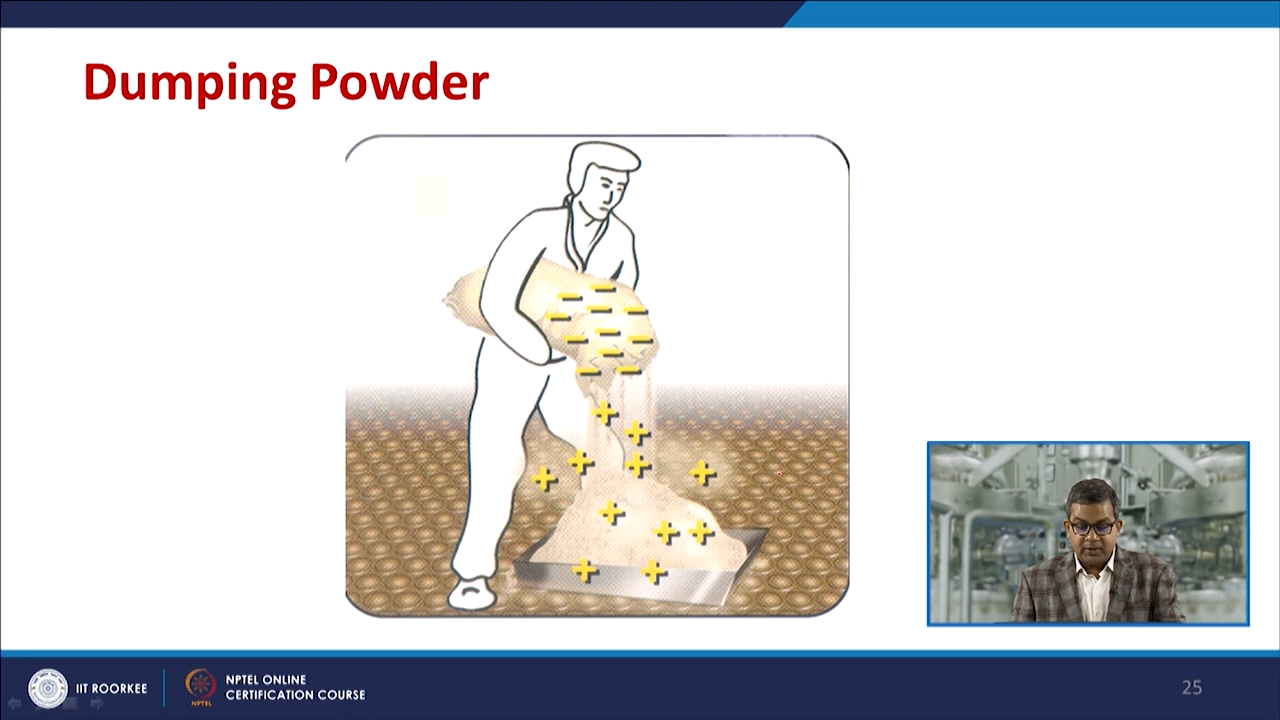 Dumping Powder
IIT ROORKEE
NPTEL
NPTEL ONLINE
CERTIFICATION COURSE
25